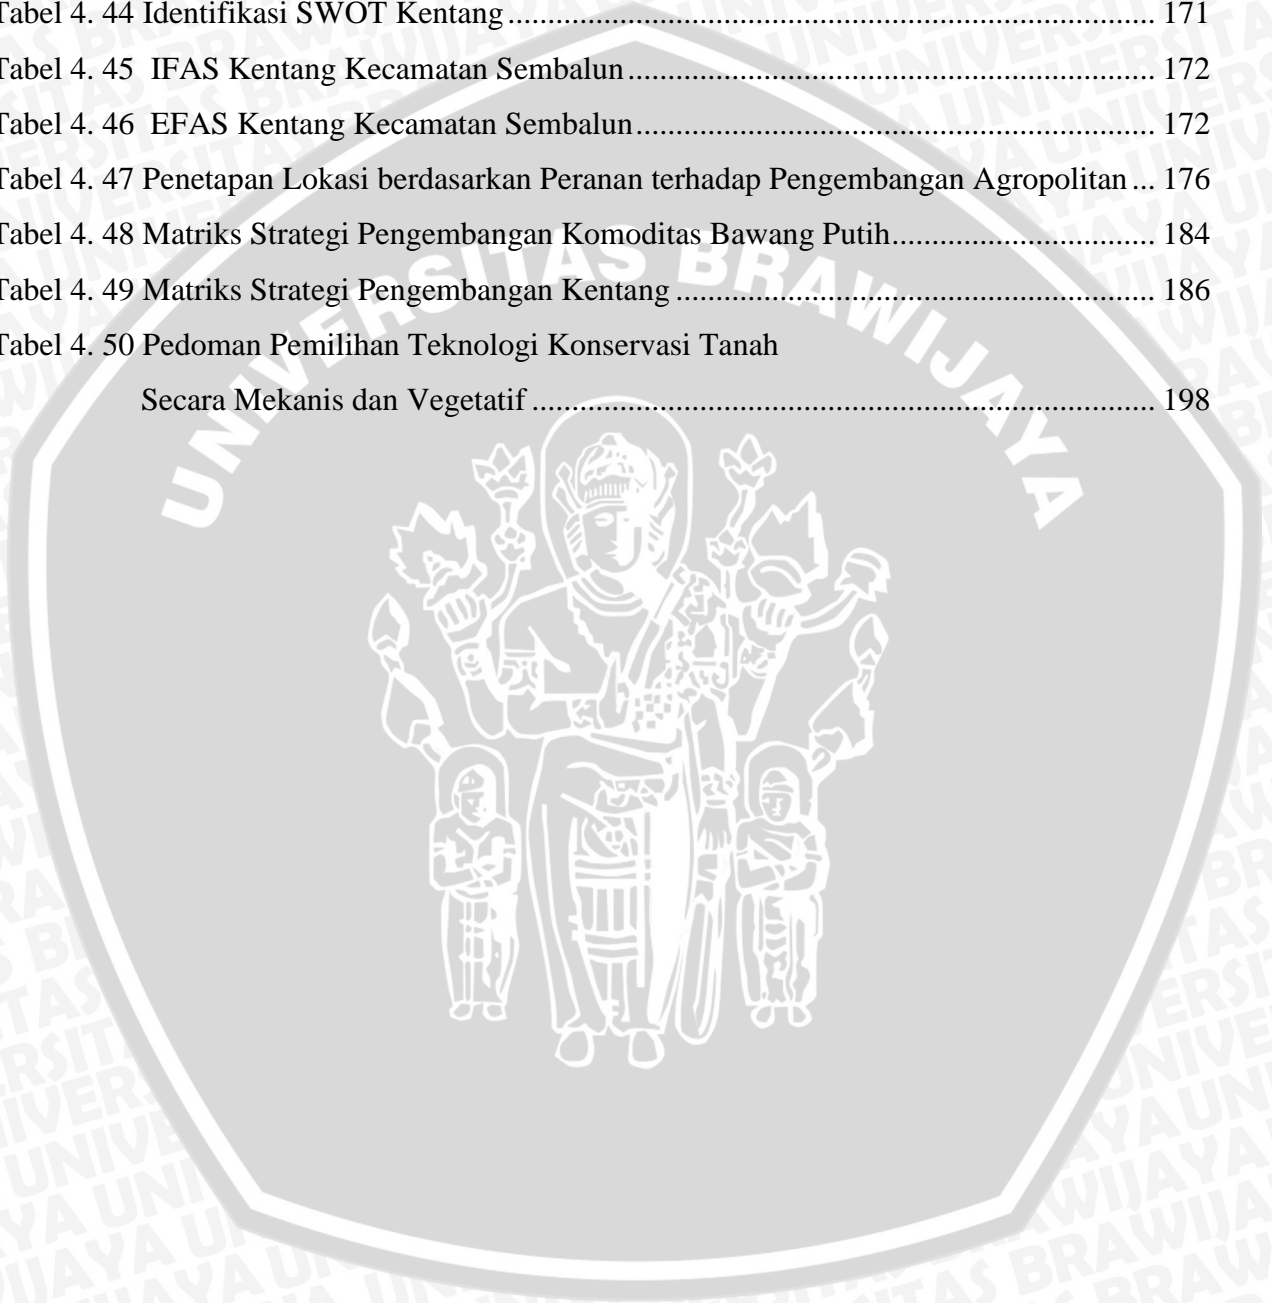 Tabel 4. 44 Identifikasi SWOT Kentang ................................................................................ 171
Tabel 4. 45  IFAS Kentang Kecamatan Sembalun ................................................................. 172
Tabel 4. 46  EFAS Kentang Kecamatan Sembalun ................................................................ 172
Tabel 4. 47 Penetapan Lokasi berdasarkan Peranan terhadap Pengembangan Agropolitan ... 176
Tabel 4. 48 Matriks Strategi Pengembangan Komoditas Bawang Putih ................................. 184
Tabel 4. 49 Matriks Strategi Pengembangan Kentang ........................................................... 186
Tabel 4. 50 Pedoman Pemilihan Teknologi Konservasi Tanah
Secara Mekanis dan Vegetatif ............................................................................. 198
UNIVERSITAS BRAWIJAYA